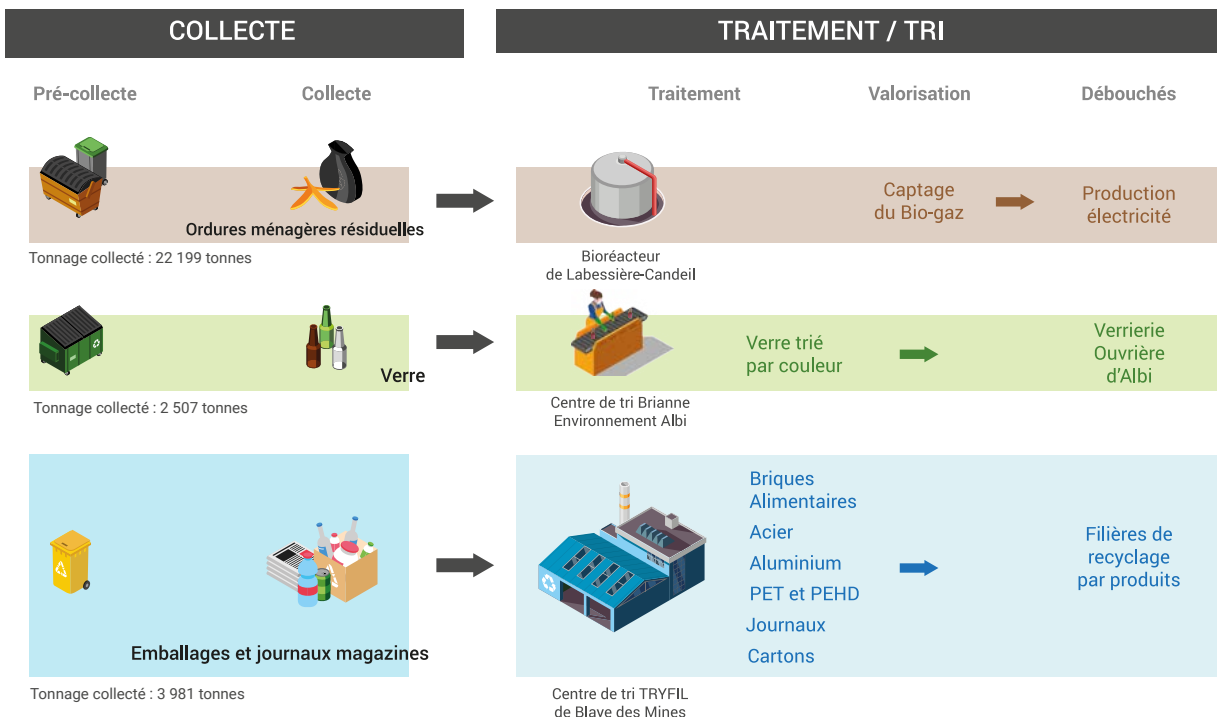 COLLECTE
TRAITEMENT / TRI
Pré-collecte
Collecte
Traitement
Valorisation
Débouchés
Ordures ménagères résiduelles
Tonnage collecté : 22 199 tonnes
Bioréacteur
de Labessière-Candeil
Captage
du Bio-gaz
Production
électricité
Verre
Tonnage collecté : 2 507 tonnes
Centre de tri Brianne
Environnement Albi
Verre trié
par couleur
Verrierie
Ouvrière
d'Albi
Emballages et journaux magazines
Tonnage collecté : 3 981 tonnes
Centre de tri TRYFIL
de Blaye des Mines
Briques
Alimentaires
Acier
Aluminium
PET et PEHD
Journaux
Cartons
Filières de
recyclage
par produits